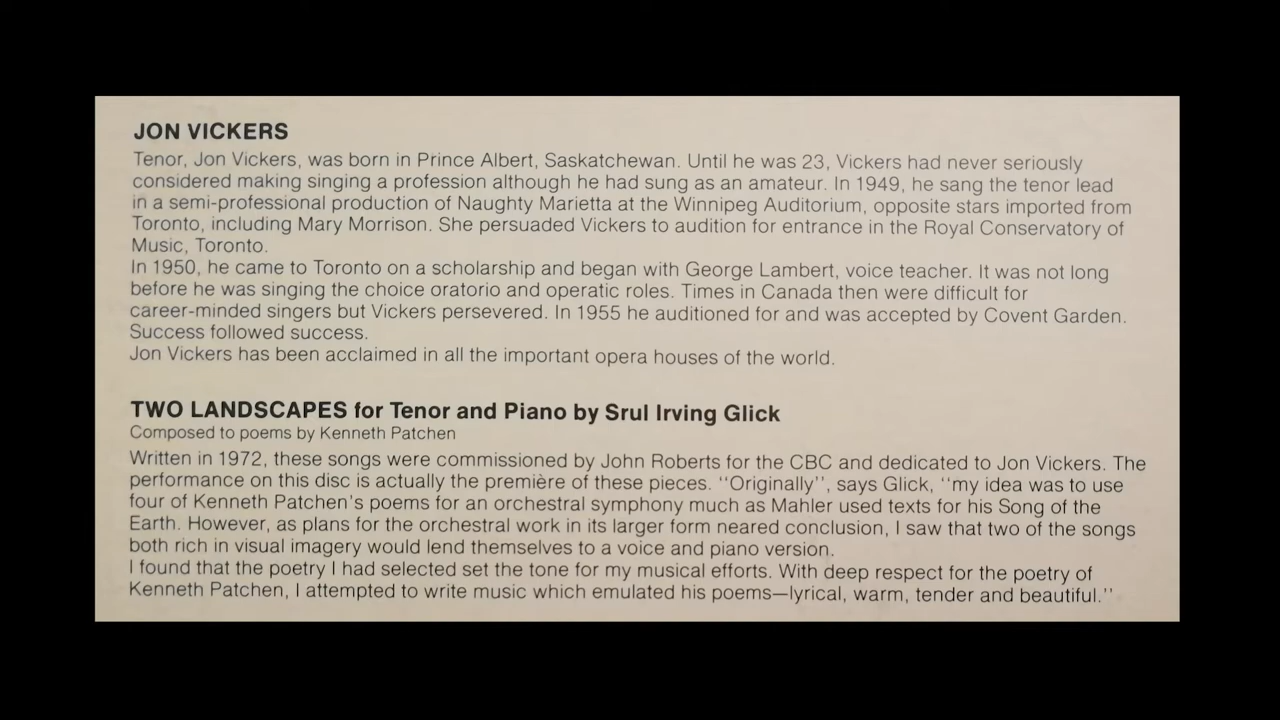 JON VICKERS
Tenor, Jon Vickers, was born in Prince Albert, Saskatchewan. Until he was 23, Vickers had never seriously
considered making singing a profession although he had sung as an amateur. In 1949, he sang the tenor lead
in a semi-professional production of Naughty Marietta at the Winnipeg Auditorium, opposite stars imported from
Toronto, including Mary Morrison. She persuaded Vickers to audition for entrance in the Royal Conservatory of
Music, Toronto.
In 1950, he came to Toronto on a scholarship and began with George Lambert, voice teacher. It was not long
before he was singing the choice oratorio and operatic roles. Times in Canada then were difficult for
career-minded singers but Vickers persevered. In 1955 he auditioned for and was accepted by Covent Garden.
Success followed success.
Jon Vickers has been acclaimed in all the important opera houses of the world.
TWO LANDSCAPES for Tenor and Piano by Srul Irving Glick
Composed to poems by Kenneth Patchen
Written in 1972, these songs were commissioned by John Roberts for the CBC and dedicated to Jon Vickers. The
performance on this disc is actually the première of these pieces. ‘‘Originally’’, says Glick, ‘‘my idea was to use
four of Kenneth Patchen's poems for an orchestral symphony much as Mahler used texts for his Song of the
Earth. However, as plans for the orchestral work in its larger form neared conclusion, I saw that two of the songs
both rich in visual imagery would lend themselves to a voice and piano version.
I found that the poetry I had selected set the tone for my musical efforts. With deep respect for the poetry of
Kenneth Patchen, I attempted to write music which emulated his poems—lyrical, warm, tender and beautiful.’’